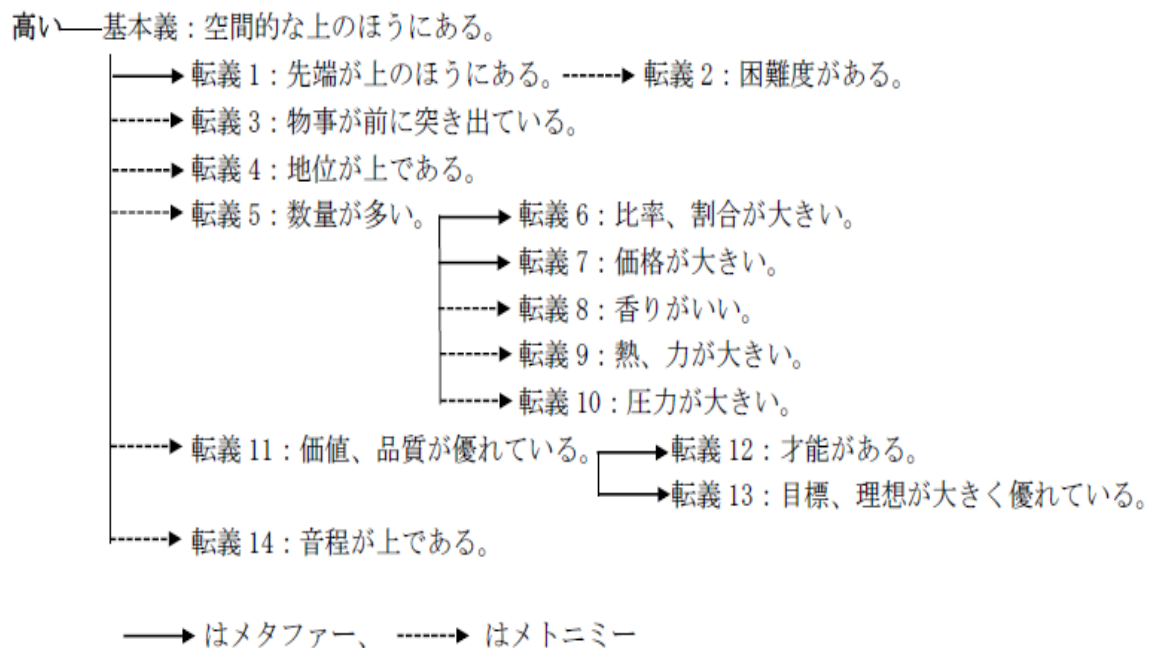 高い 基本義:空間的な上のほうにある。
転義1:先端が上のほうにある。 転義2:困難度がある。
転義3:物事が前に突き出ている。
転義4:地位が上である。
転義5:数量が多い。 転義6:比率、割合が大きい。
転義7:価格が大きい。
転義8:香りがいい。
転義9:熱、力が大きい。
転義10:圧力が大きい。
転義11:価値、品質が優れている。 転義12:才能がある。
転義13:目標、理想が大きく優れている。
転義14:音程が上である。
はメタファー、 はメトニミー